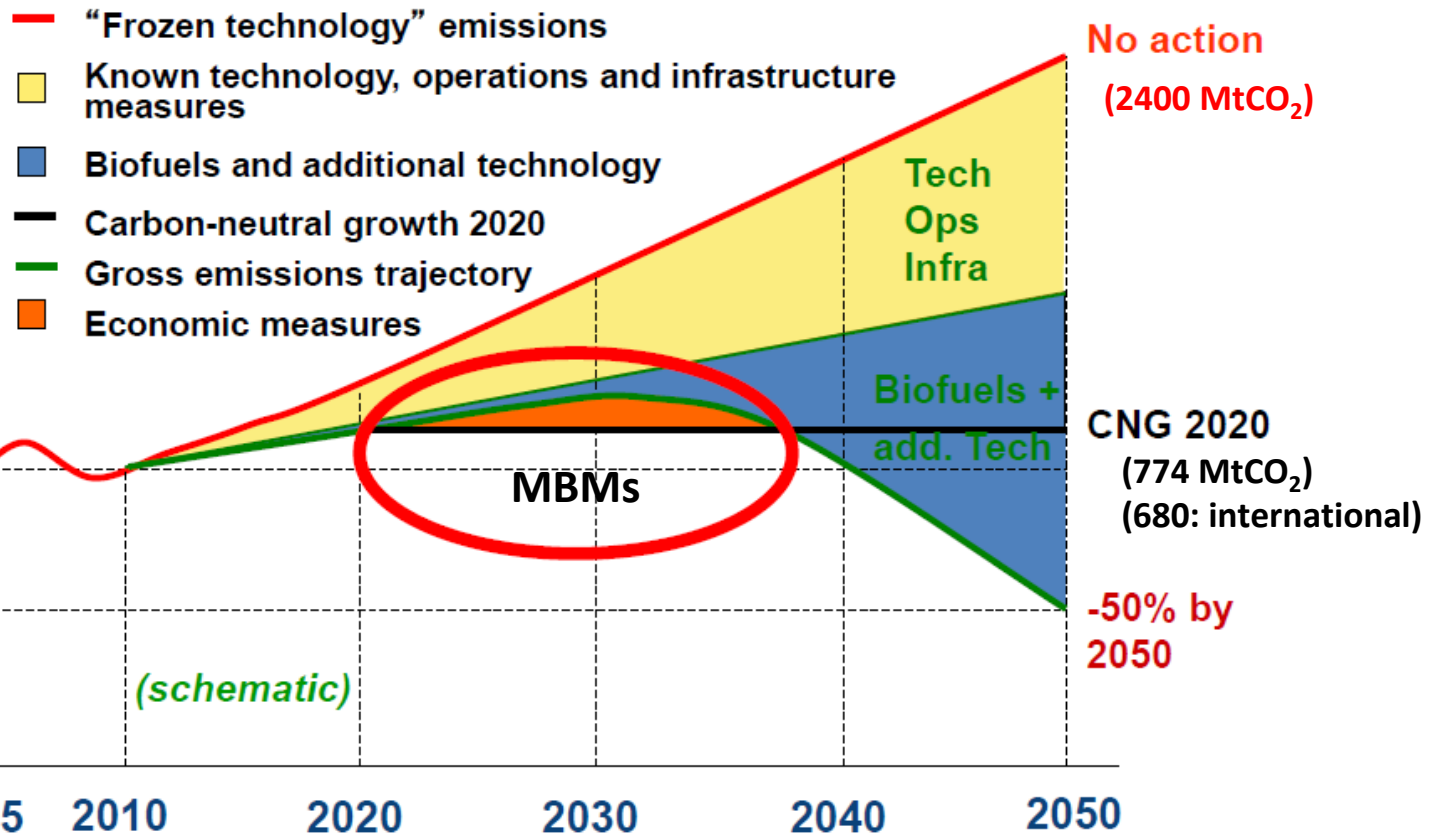 “Frozen technology” emissions
Known technology, operations and infrastructure
measures
Biofuels and additional technology
Carbon-neutral growth 2020
Gross emissions trajectory
Economic measures
No action
(2400 MtCO₂)
Tech
Ops
Infra
Biofuels +
add. Tech
MBMs
CNG 2020
(774 MtCO₂)
(680: international)
-50% by
2050
(schematic)
5 2010 2020 2030 2040 2050